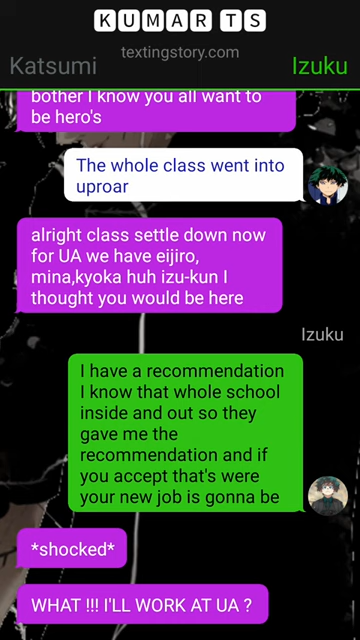 KUMAR TS
textingstory.com
Katsumi
Izuku
bother I know you all want to
be hero's
The whole class went into
uproar
alright class settle down now
for UA we have eijiro,
mina,kyoka huh izu-kun I
thought you would be here
Izuku
I have a recommendation
I know that whole school
inside and out so they
gave me the
recommendation and if
you accept that's were
your new job is gonna be
*shocked*
WHAT !!! I'LL WORK AT UA ?